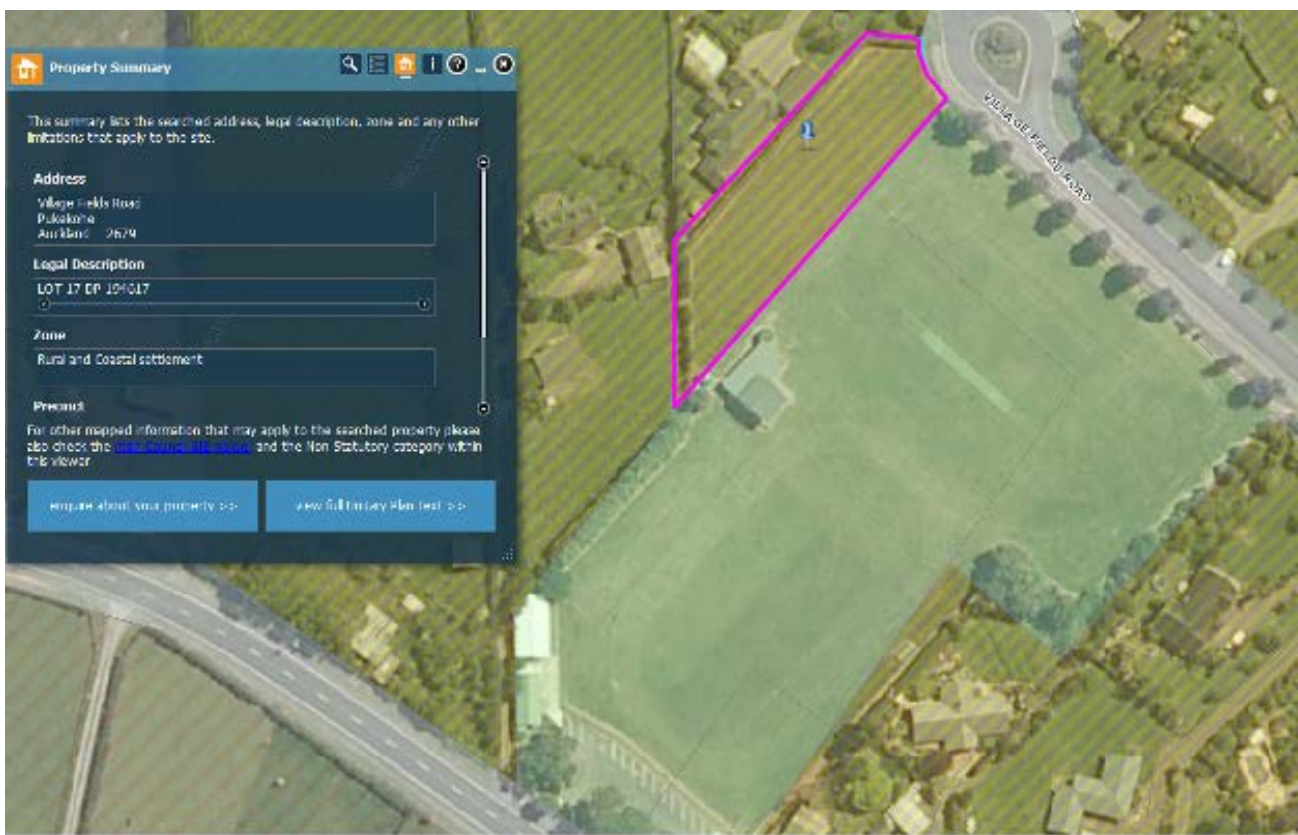 Property Summary
This summary lists the searched address, legal description, zone and any other
limitations that apply to the site.
Address
Village Fields Road
Pukekohe
Auckland 2679
Legal Description
LOT 17 DP 194617
Zone
Rural and Coastal settlement
Precinct
For other mapped information that may apply to the searched property please
also check the and the Non Statutory category within
this viewer
enquire about your property >>
view full Unitary Plan text >>
VILLAGE FIELDS ROAD
1